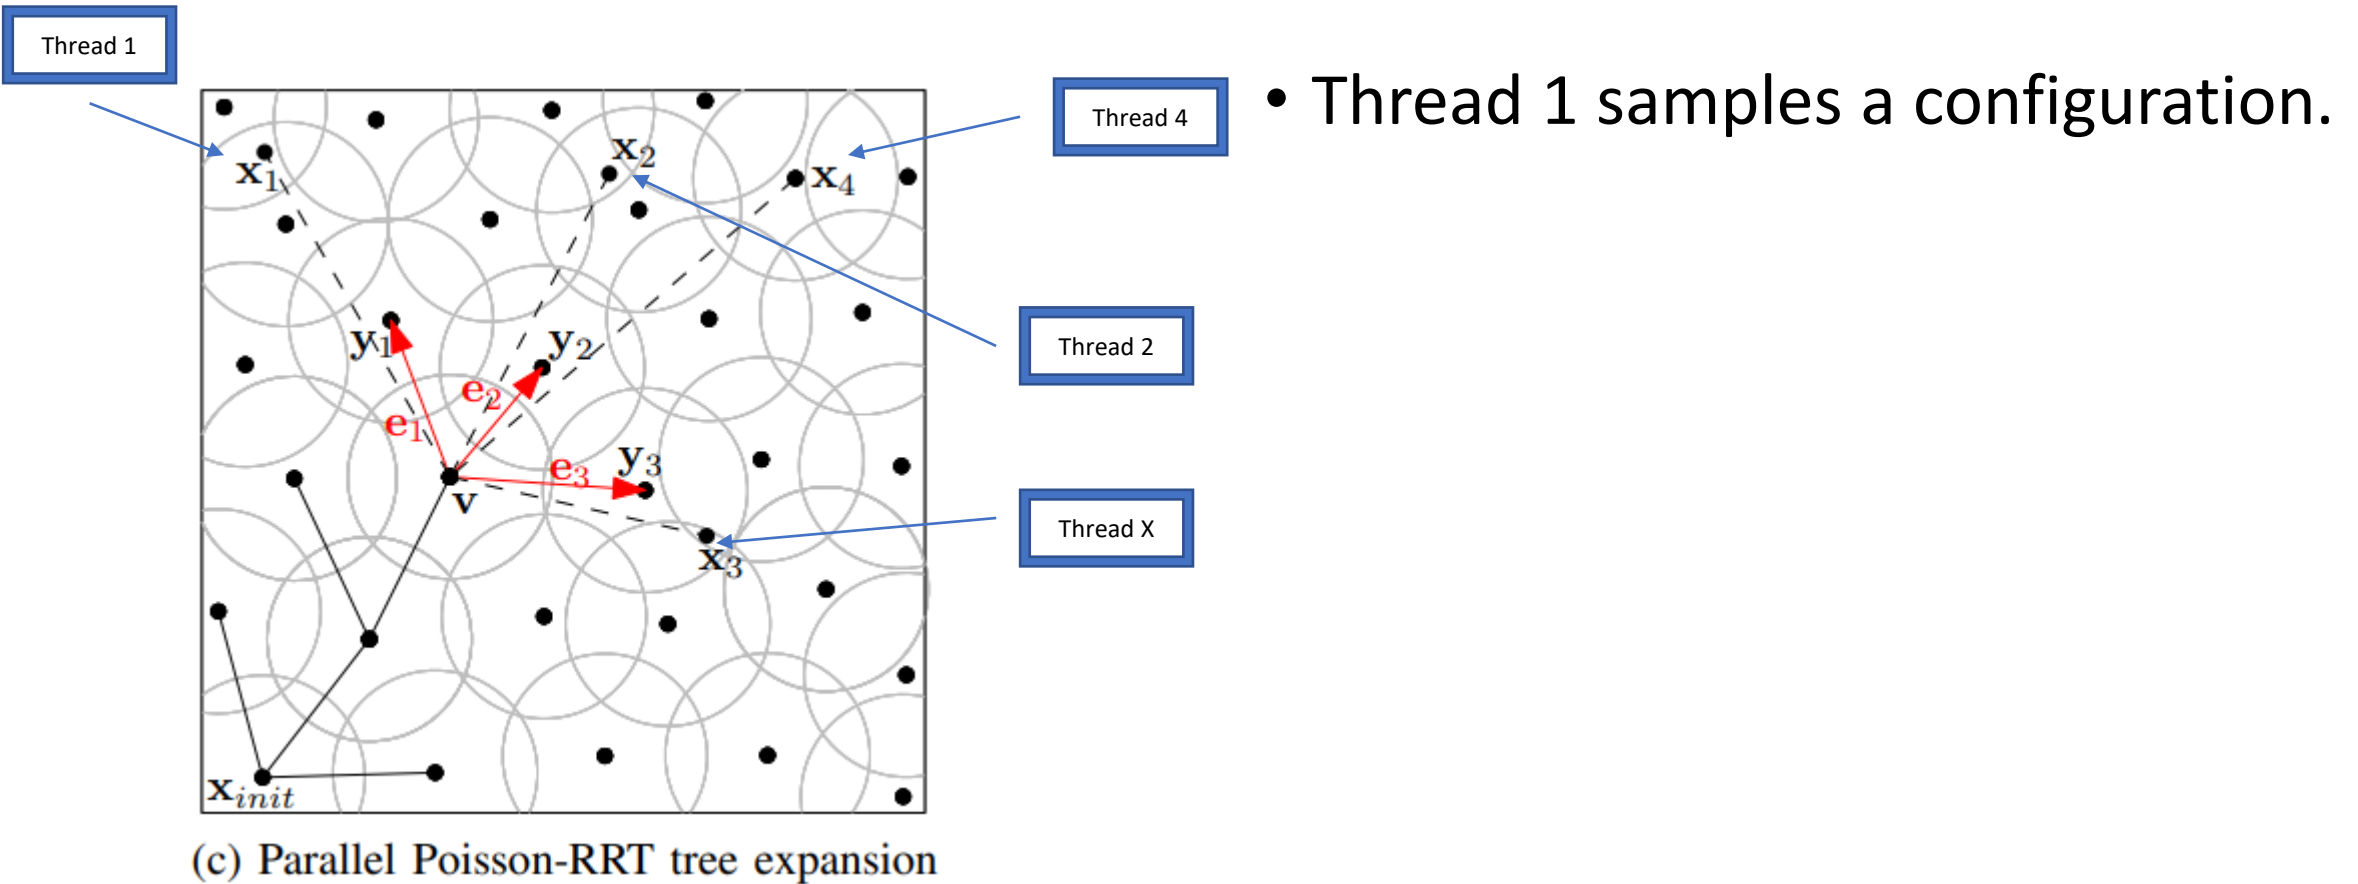 Thread 1
Thread 4
• Thread 1 samples a configuration.
x₁
x₂
x₄
Thread 2
y₁
y₂
e₂
e₁
y₃
e₃
v
Thread X
x₃
x_init
(c) Parallel Poisson-RRT tree expansion